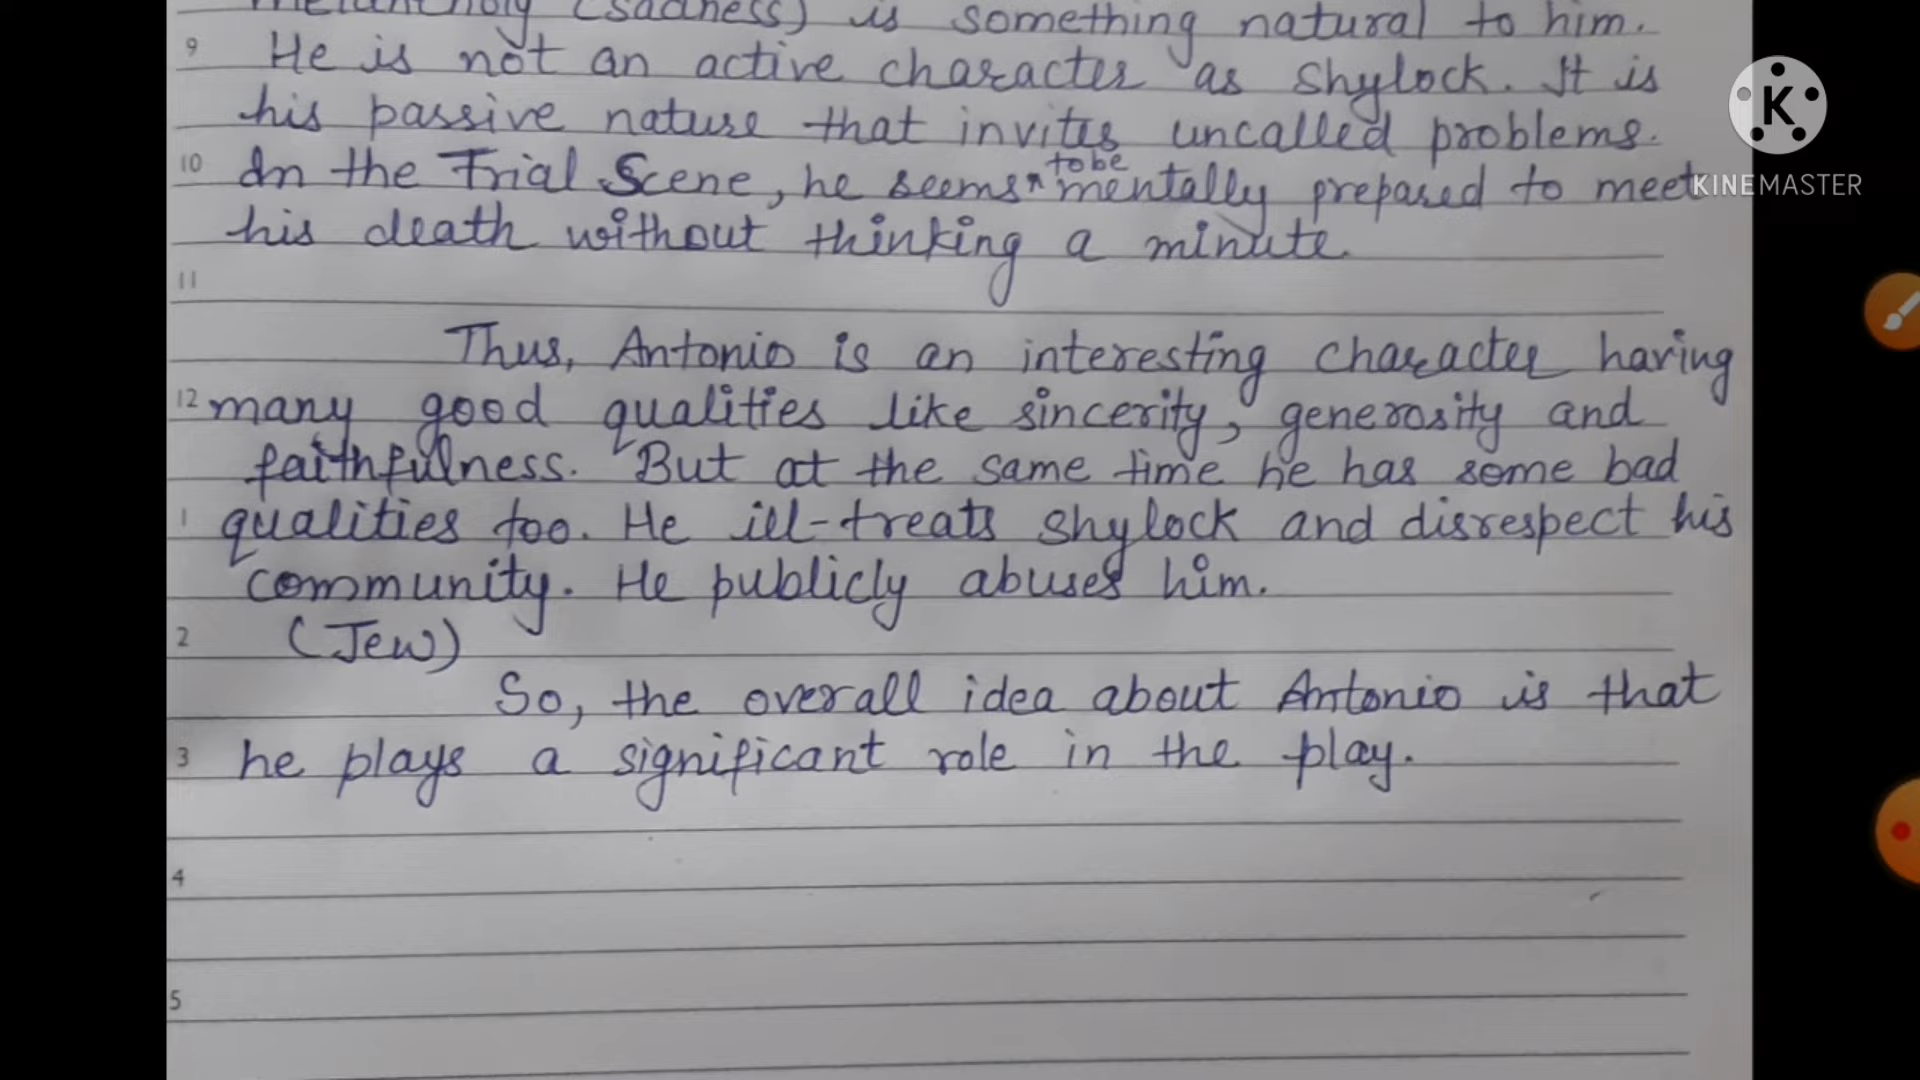 melancholy (sadness) is something natural to him.
9 He is not an active character as Shylock. It is
his passive nature that invites uncalled problems.
to be
10 In the Trial Scene, he seems ^ mentally prepared to meet
his death without thinking a minute.
11
Thus, Antonio is an interesting character having
12 many good qualities like sincerity, generosity and
faithfulness. But at the same time he has some bad
1 qualities too. He ill-treats Shylock and disrespect his
community. He publicly abuses him.
2 (Jew)
So, the overall idea about Antonio is that
3 he plays a significant role in the play.
4
5
K
KINEMASTER